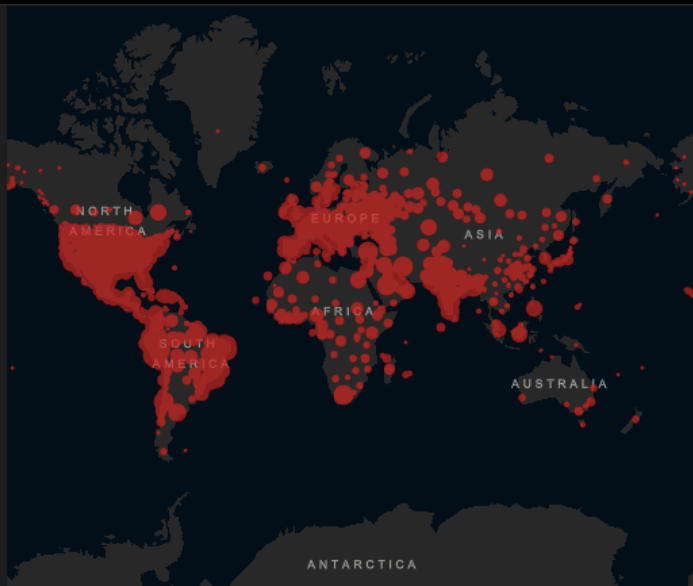 NORTH
AMERICA
EUROPE
ASIA
AFRICA
SOUTH
AMERICA
AUSTRALIA
ANTARCTICA